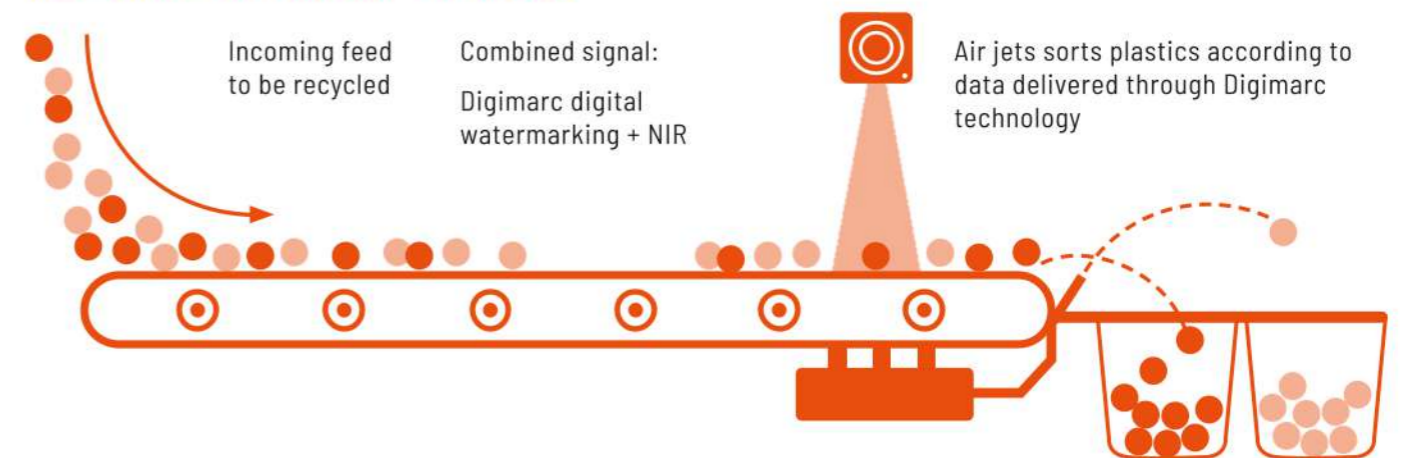 Incoming feed
to be recycled
Combined signal:
Digimarc digital
watermarking + NIR
Air jets sorts plastics according to
data delivered through Digimarc
technology